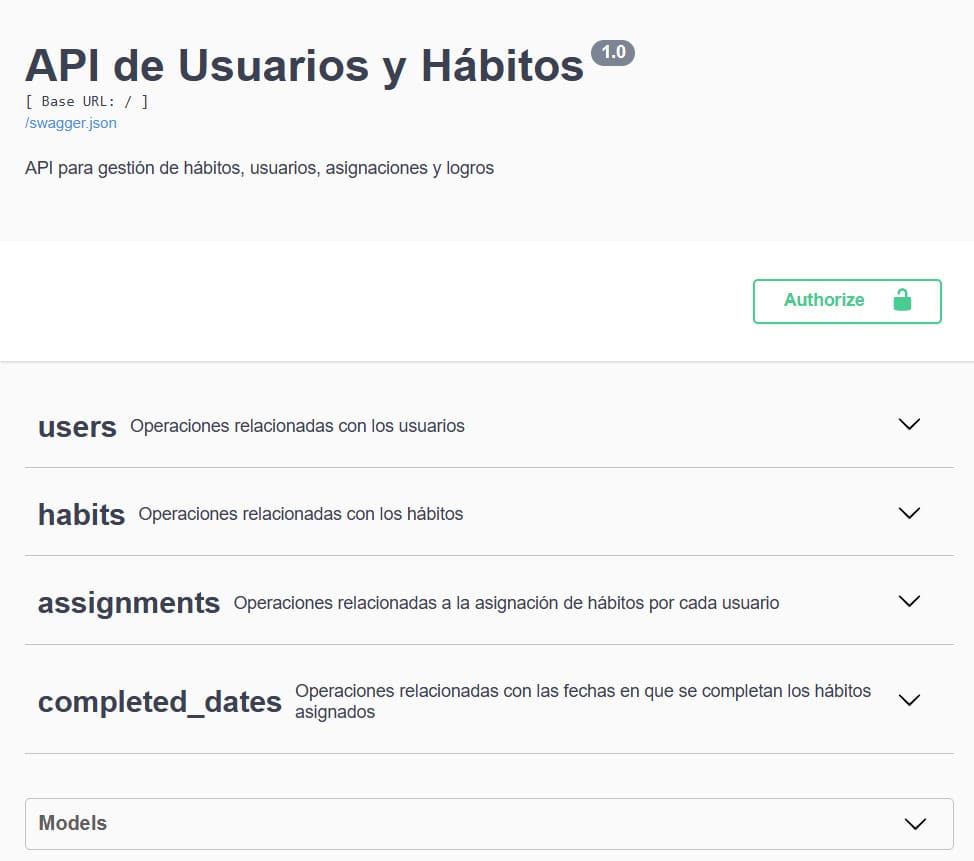 API de Usuarios y Hábitos 1.0
[ Base URL: / ]
/swagger.json
API para gestión de hábitos, usuarios, asignaciones y logros
Authorize
users Operaciones relacionadas con los usuarios
habits Operaciones relacionadas con los hábitos
assignments Operaciones relacionadas a la asignación de hábitos por cada usuario
completed_dates Operaciones relacionadas con las fechas en que se completan los hábitos
asignados
Models